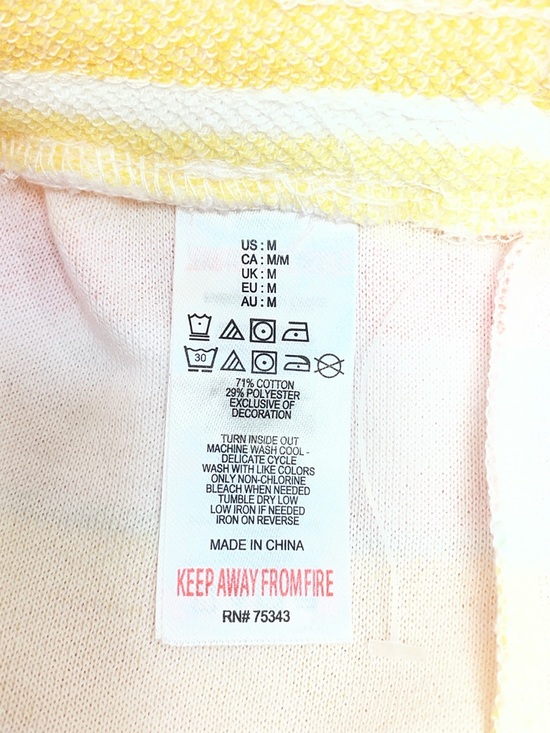 US : M
CA : M/M
UK : M
EU : M
AU : M
30
71% COTTON
29% POLYESTER
EXCLUSIVE OF
DECORATION
TURN INSIDE OUT
MACHINE WASH COOL -
DELICATE CYCLE
WASH WITH LIKE COLORS
ONLY NON-CHLORINE
BLEACH WHEN NEEDED
TUMBLE DRY LOW
LOW IRON IF NEEDED
IRON ON REVERSE
MADE IN CHINA
KEEP AWAY FROM FIRE
RN# 75343